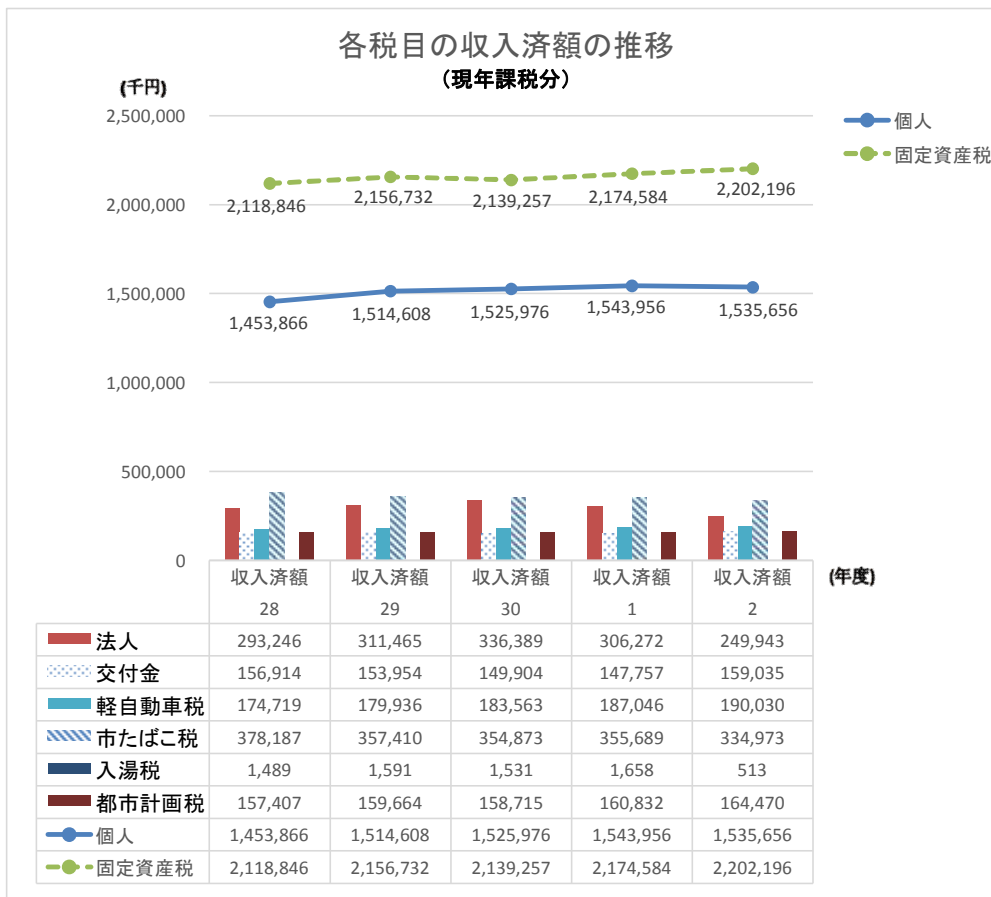 各税目の収入済額の推移
(現年課税分)
(千円)
個人
固定資産税
2,500,000
2,000,000
1,500,000
1,000,000
500,000
0
2,118,846 2,156,732 2,139,257 2,174,584 2,202,196
1,453,866 1,514,608 1,525,976 1,543,956 1,535,656
収入済額 収入済額 収入済額 収入済額 収入済額 (年度)
28 29 30 1 2
法人 293,246 311,465 336,389 306,272 249,943
交付金 156,914 153,954 149,904 147,757 159,035
軽自動車税 174,719 179,936 183,563 187,046 190,030
市たばこ税 378,187 357,410 354,873 355,689 334,973
入湯税 1,489 1,591 1,531 1,658 513
都市計画税 157,407 159,664 158,715 160,832 164,470
個人 1,453,866 1,514,608 1,525,976 1,543,956 1,535,656
固定資産税 2,118,846 2,156,732 2,139,257 2,174,584 2,202,196